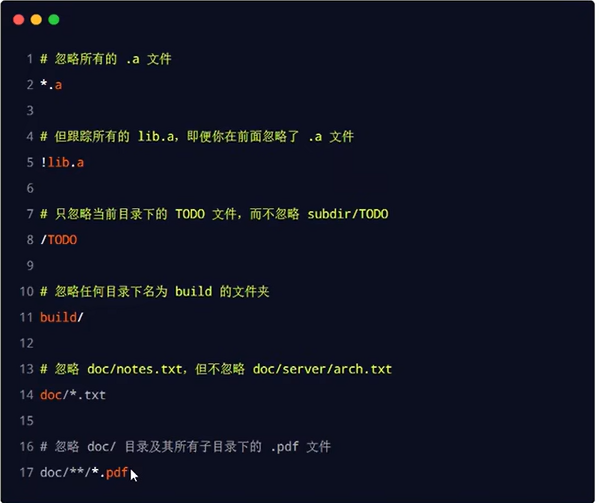 1 # 忽略所有的 .a 文件
2 *.a
3
4 # 但跟踪所有的 lib.a，即便你在前面忽略了 .a 文件
5 !lib.a
6
7 # 只忽略当前目录下的 TODO 文件，而不忽略 subdir/TODO
8 /TODO
9
10 # 忽略任何目录下名为 build 的文件夹
11 build/
12
13 # 忽略 doc/notes.txt，但不忽略 doc/server/arch.txt
14 doc/*.txt
15
16 # 忽略 doc/ 目录及其所有子目录下的 .pdf 文件
17 doc/**/*.pdf